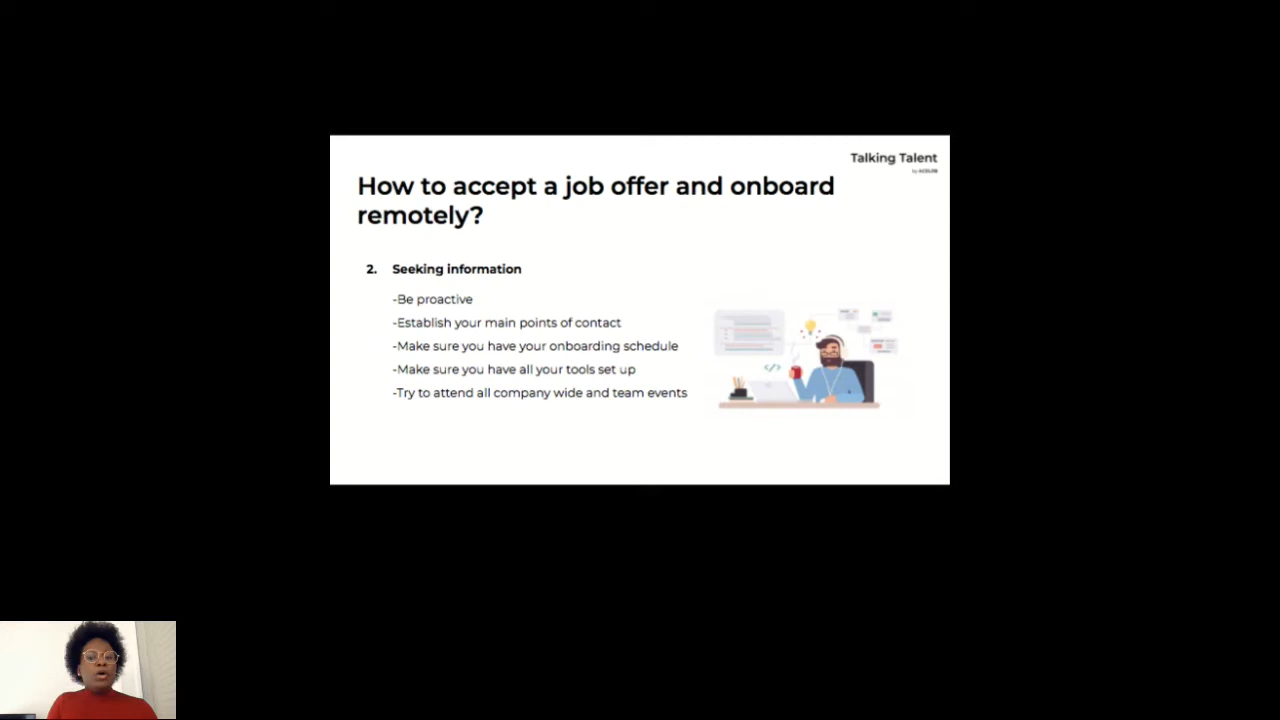 Talking Talent
How to accept a job offer and onboard
remotely?
2. Seeking information
-Be proactive
-Establish your main points of contact
-Make sure you have your onboarding schedule
-Make sure you have all your tools set up
-Try to attend all company wide and team events